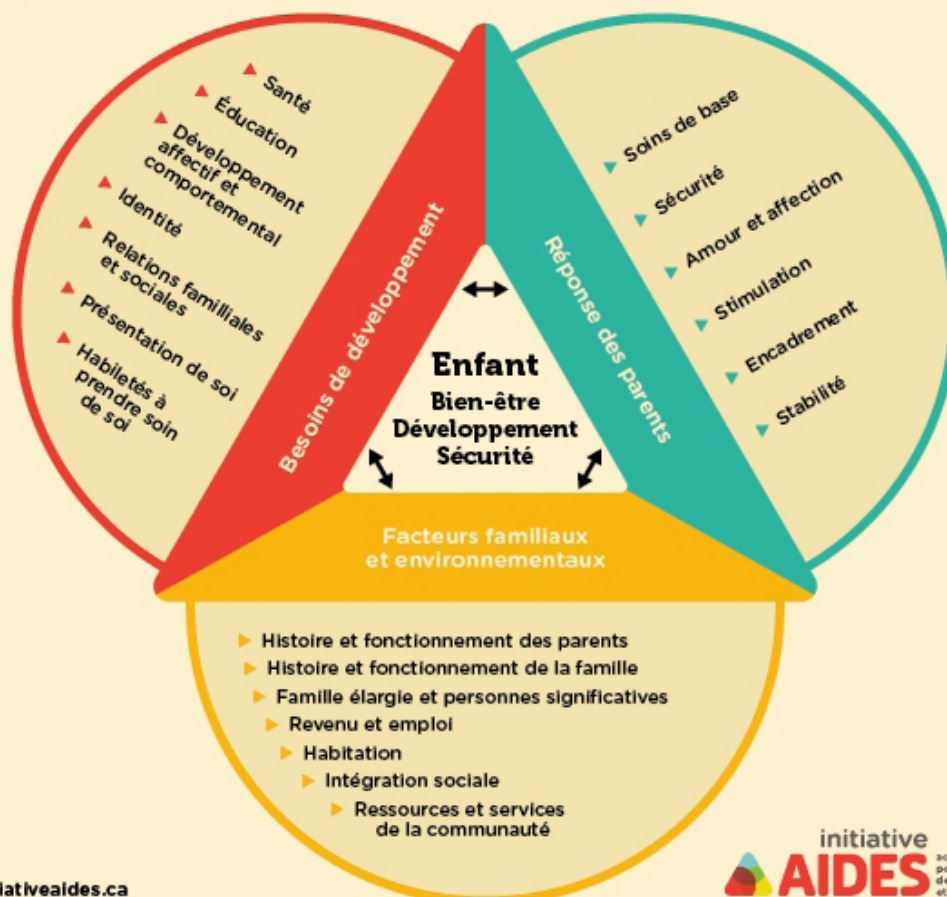 Santé
Éducation
Développement
affectif et
comportemental
Identité
Relations familliales
et sociales
Présentation de soi
Habiletés à
prendre soin
de soi
Besoins de développement
Soins de base
Sécurité
Amour et affection
Stimulation
Encadrement
Stabilité
Réponse des parents
Enfant
Bien-être
Développement
Sécurité
Facteurs familiaux
et environnementaux
Histoire et fonctionnement des parents
Histoire et fonctionnement de la famille
Famille élargie et personnes significatives
Revenu et emploi
Habitation
Intégration sociale
Ressources et services
de la communauté
iativeaides.ca
initiative
AIDES